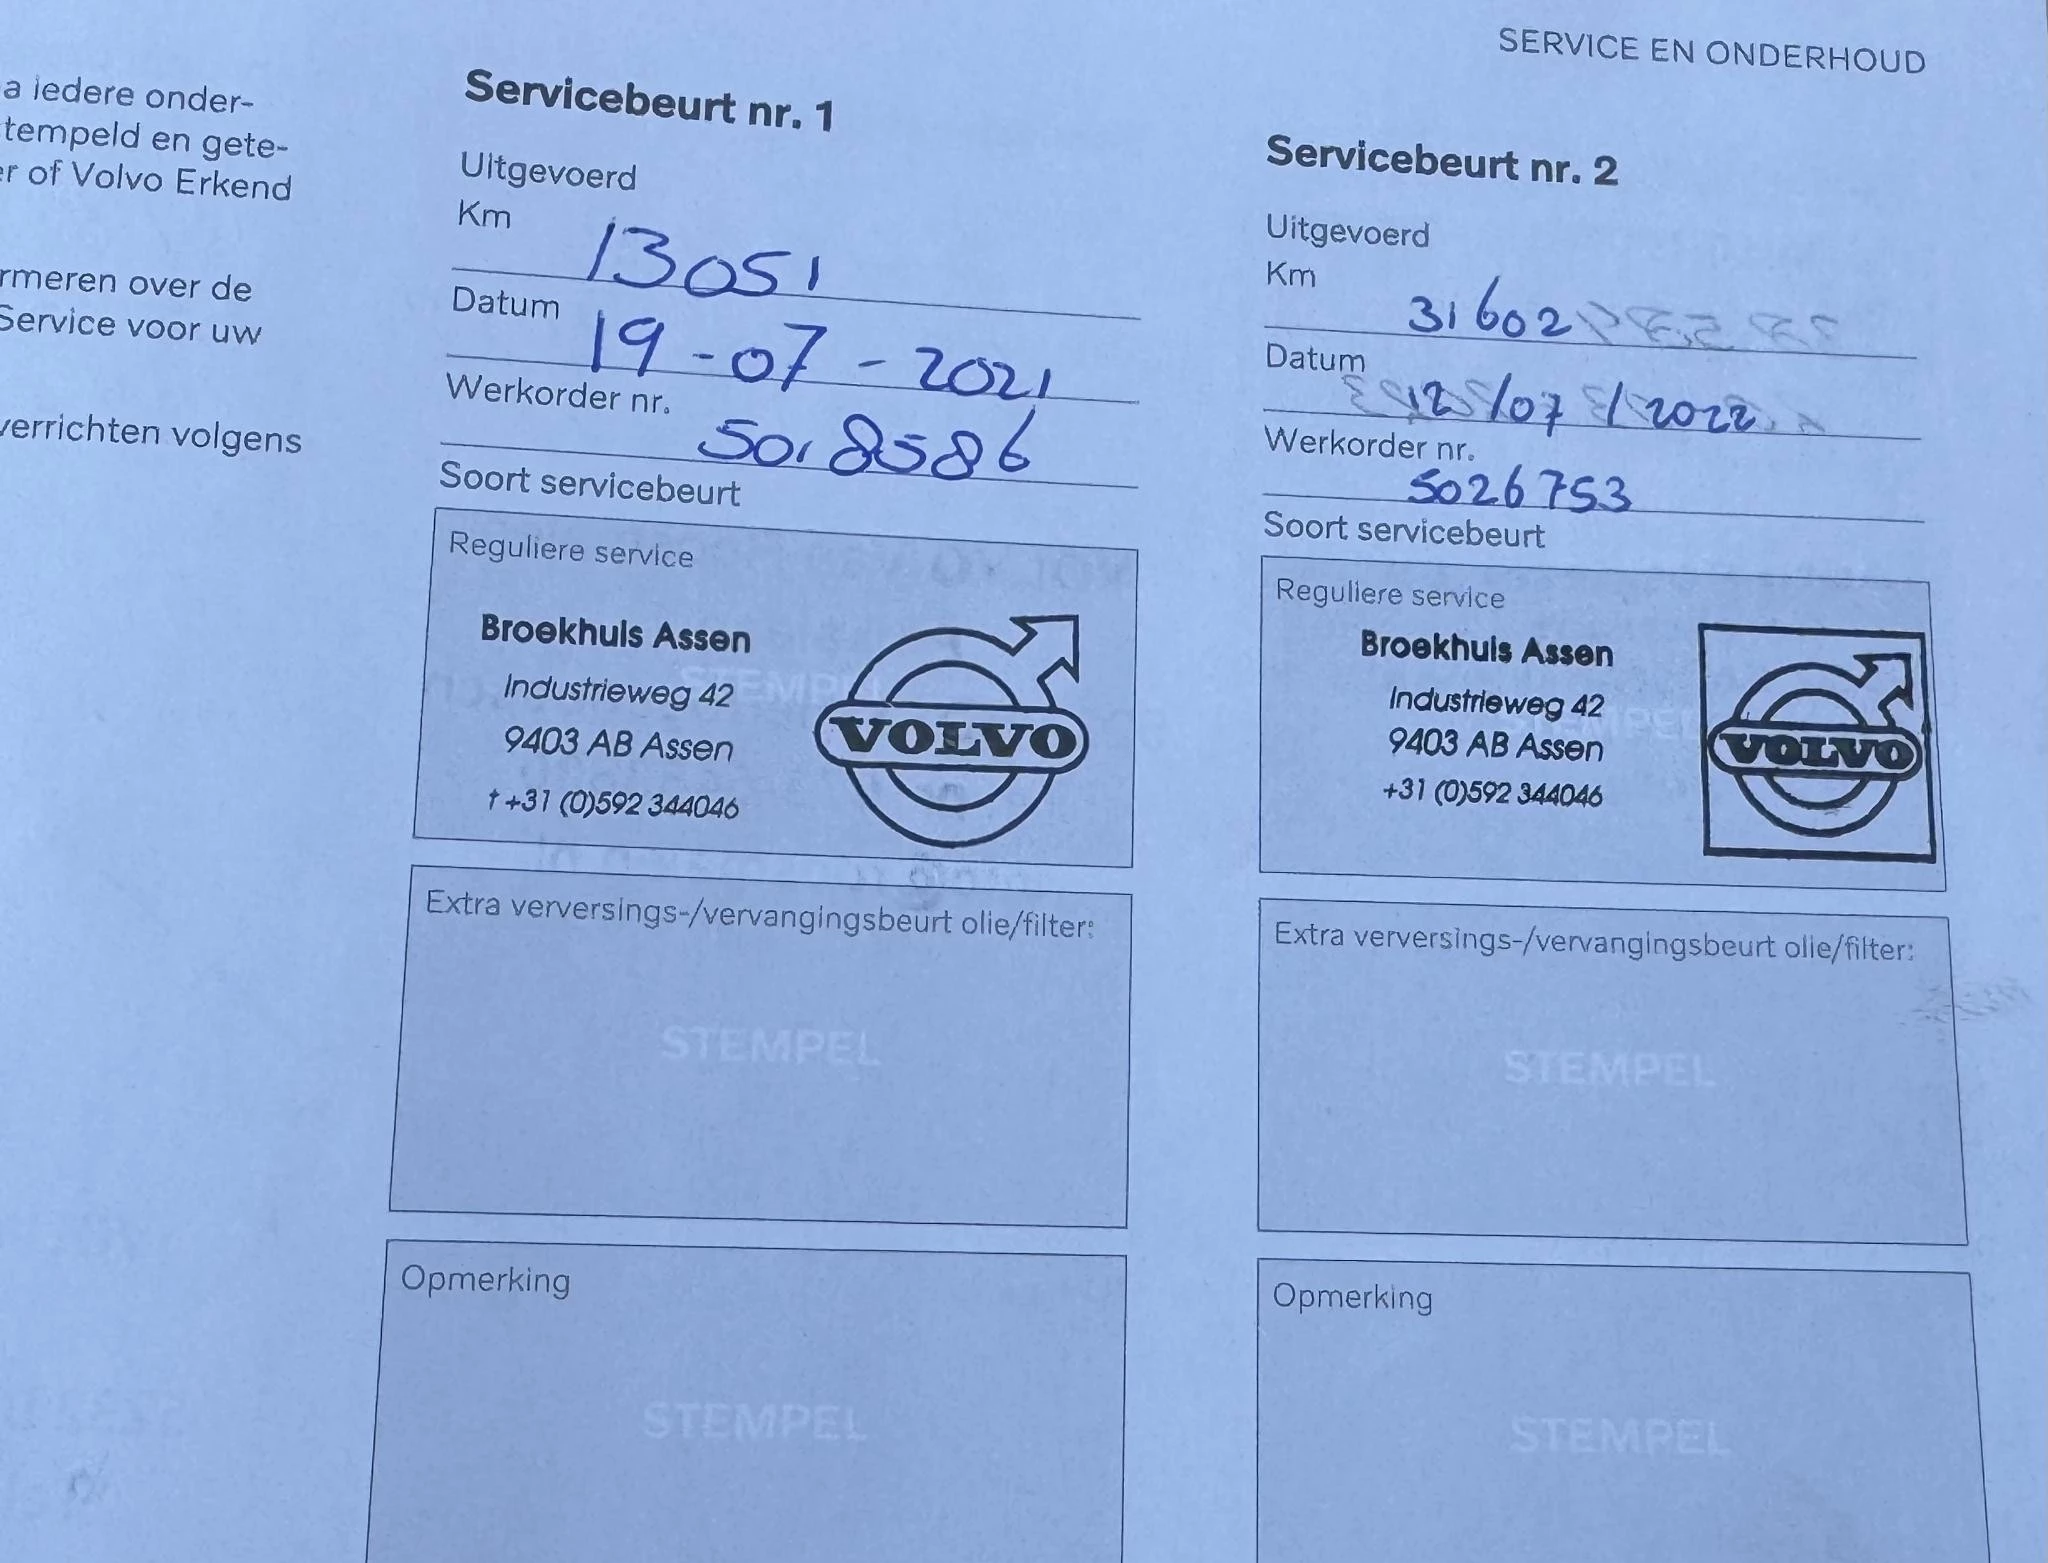 SERVICE EN ONDERHOUD
a iedere onder-
tempeld en gete-
er of Volvo Erkend
rmeren over de
Service voor uw
verrichten volgens
Servicebeurt nr. 1
Uitgevoerd
Km 13051
Datum 19-07-2021
Werkorder nr. 5018586
Soort servicebeurt
Reguliere service
Broekhuis Assen
Industrieweg 42
9403 AB Assen
t +31 (0)592 344046
VOLVO
Extra verversings-/vervangingsbeurt olie/filter:
STEMPEL
Opmerking
STEMPEL
Servicebeurt nr. 2
Uitgevoerd
Km 31602
Datum 12/07/2022
Werkorder nr. 5026753
Soort servicebeurt
Reguliere service
Broekhuis Assen
Industrieweg 42
9403 AB Assen
+31 (0)592 344046
VOLVO
Extra verversings-/vervangingsbeurt olie/filter:
STEMPEL
Opmerking
STEMPEL